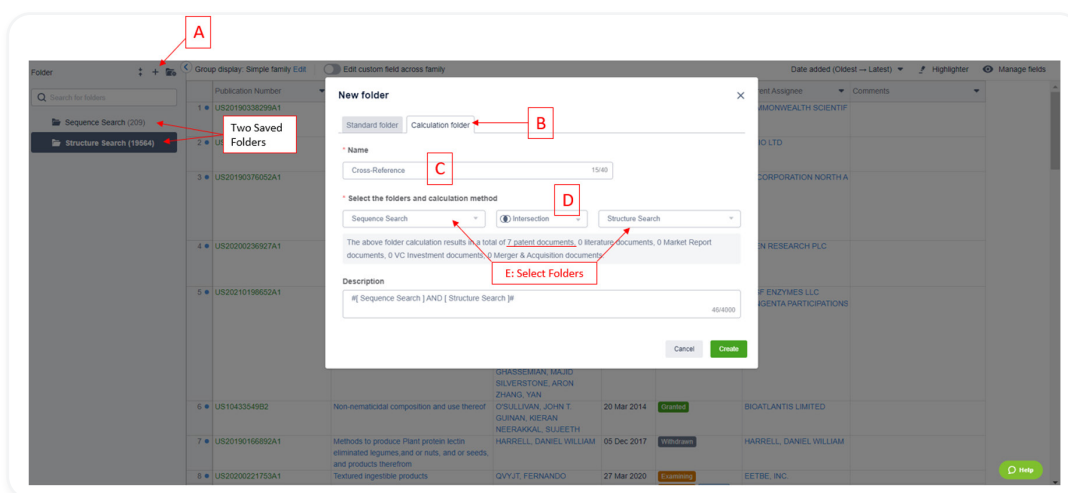 A
Folder
Group display: Simple family Edit
Edit custom field across family
Date added (Oldest → Latest)
Highlighter
Manage fields
Search for folders
Sequence Search (209)
Structure Search (19564)
Two Saved
Folders
Publication Number
Comments
1 US20190338299A1
MMONWEALTH SCIENTIF
2
3 US20190376052A1
CORPORATION NORTH A
4 US20200236927A1
EN RESEARCH PLC
5 US20210198652A1
SF ENZYMES LLC
NGENTA PARTICIPATIONS
New folder
Standard folder
Calculation folder
B
* Name
Cross-Reference
15/40
C
* Select the folders and calculation method
D
Sequence Search
Intersection
Structure Search
The above folder calculation results in a total of 7 patent documents, 0 literature documents, 0 Market Report
documents, 0 VC Investment documents, 0 Merger & Acquisition documents
E: Select Folders
Description
#[ Sequence Search ] AND [ Structure Search ]#
46/4000
Cancel
Create
GHASSEMIAN, MAJID
SILVERSTONE, ARON
ZHANG, YAN
6 US10433549B2
Non-nematicidal composition and use thereof
O'SULLIVAN, JOHN T.
GUINAN, KIERAN
NEERAKKAL, SUJEETH
20 Mar 2014
Granted
BIOATLANTIS LIMITED
7 US20190166892A1
Methods to produce Plant protein lectin
eliminated legumes,and or nuts, and or seeds,
and products therefrom
HARRELL, DANIEL WILLIAM
05 Dec 2017
Withdrawn
HARRELL, DANIEL WILLIAM
8 US20200221753A1
Textured ingestible products
QVYJT, FERNANDO
27 Mar 2020
Examining
EETBE, INC.
Help